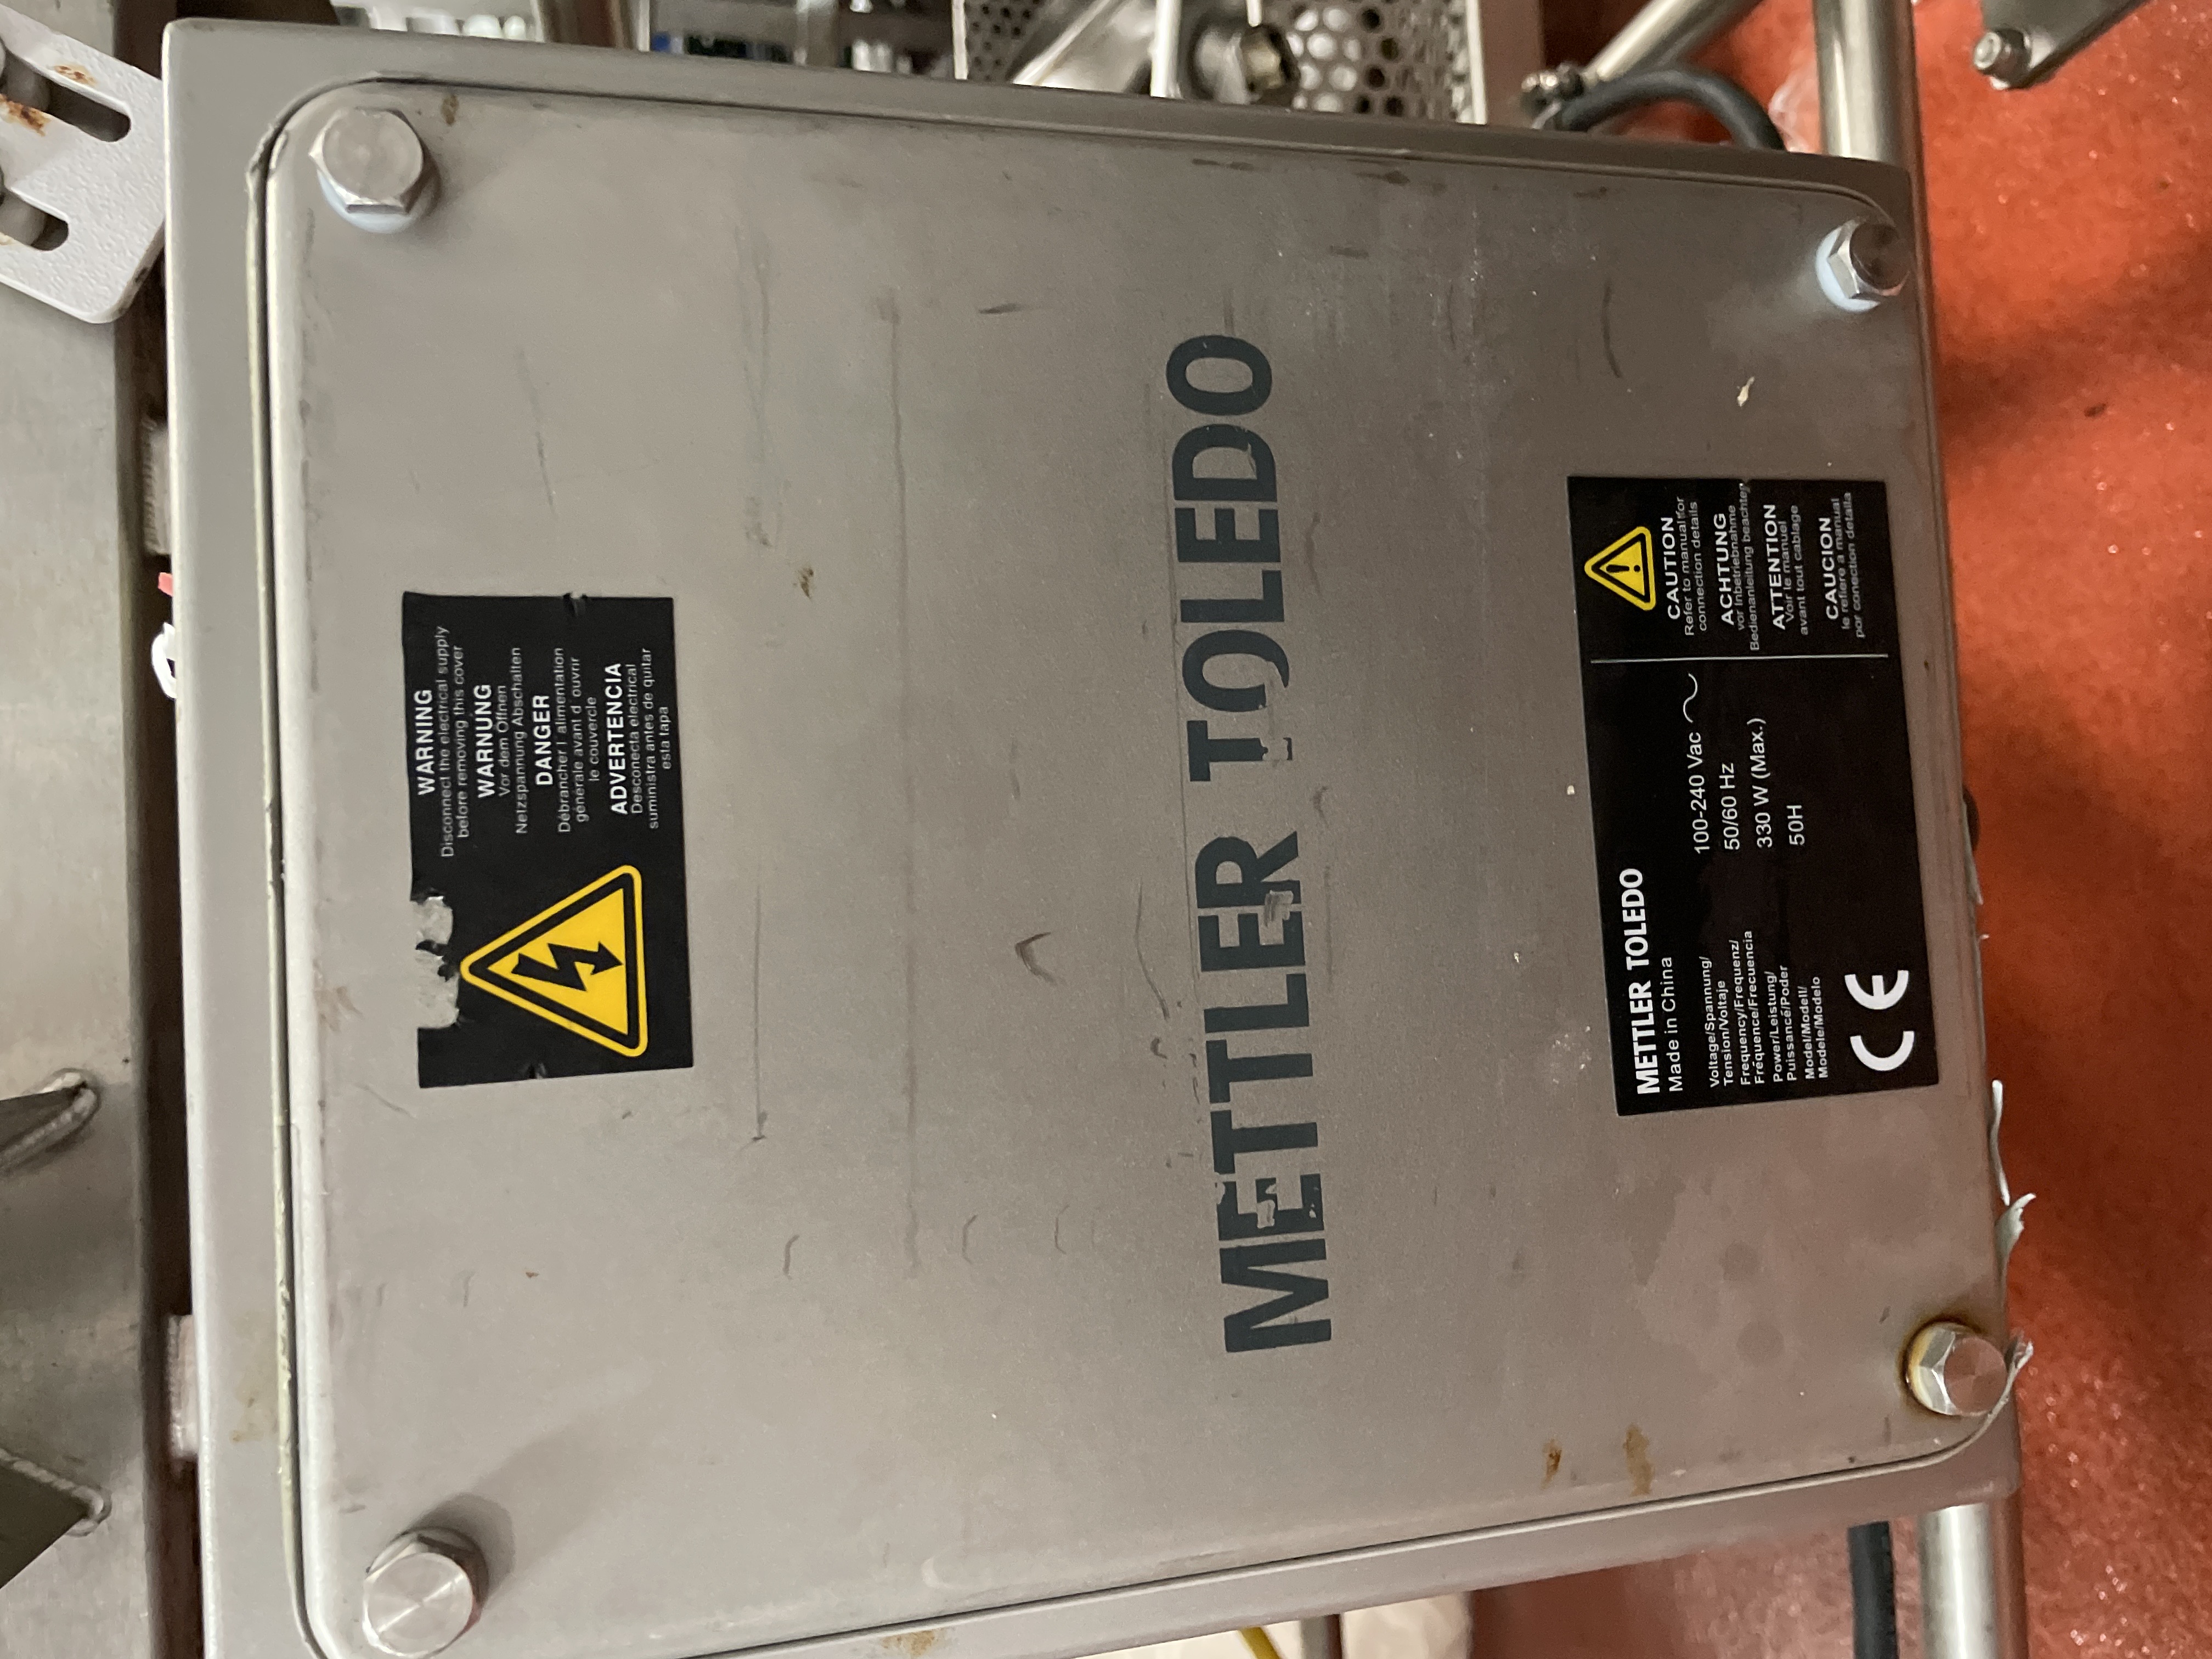 WARNING
Disconnect the electrical supply
before removing this cover
WARNUNG
Vor dem Offnen
Netzspannung Abschalten
DANGER
Débrancher l alimentation
générale avant d ouvrir
le couvercle
ADVERTENCIA
Desconecta electrical
suministra antes de quitar
esta tapa
METTLER TOLEDO
METTLER TOLEDO
Made in China
Voltage/Spannung/
Tension/Voltaje
100-240 Vac
Frequency/Frequenz/
Fréquence/Frecuencia
50/60 Hz
Power/Leistung/
Puissance/Poder
330 W (Max.)
Model/Modell/
Modele/Modelo
50H
CE
CAUTION
Refer to manual for
connection details
ACHTUNG
vor Inbetriebnahme
Bedienanleitung beachten
ATTENTION
Voir le manuel
avant tout cablage
CAUCION
le refiere a manual
por conection detaila